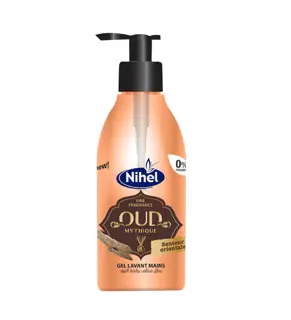 new!
Nihel
FINE
FRAGRANCE
OUD
MYTHIQUE
0%
Senteur
orientale
GEL LAVANT MAINS